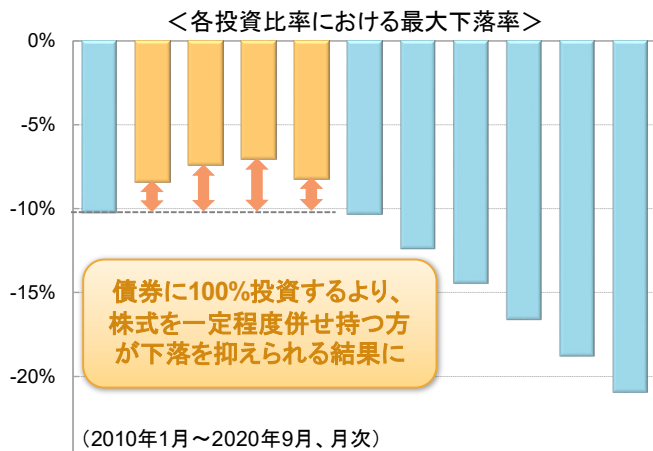 ＜各投資比率における最大下落率＞
0%
-5%
-10%
-15%
-20%
債券に100%投資するより、
株式を一定程度併せ持つ方
が下落を抑えられる結果に
（2010年1月～2020年9月、月次）